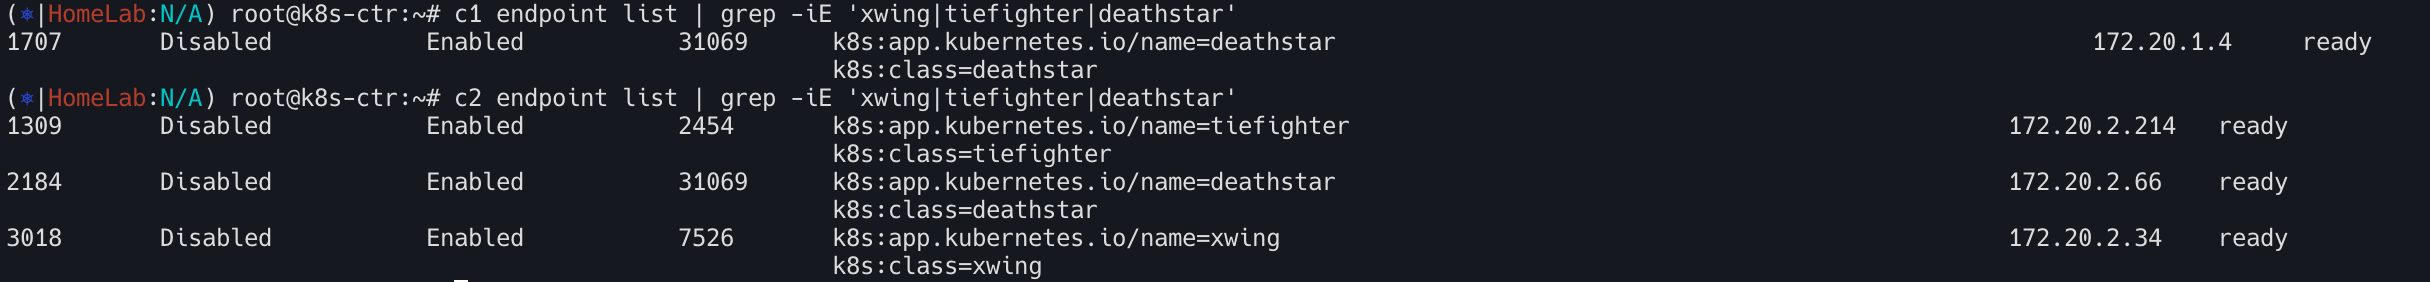 (⎈|HomeLab:N/A) root@k8s-ctr:~# c1 endpoint list | grep -iE 'xwing|tiefighter|deathstar'
1707       Disabled           Enabled           31069      k8s:app.kubernetes.io/name=deathstar                                                      172.20.1.4     ready
                                                           k8s:class=deathstar
(⎈|HomeLab:N/A) root@k8s-ctr:~# c2 endpoint list | grep -iE 'xwing|tiefighter|deathstar'
1309       Disabled           Enabled           2454       k8s:app.kubernetes.io/name=tiefighter                                               172.20.2.214   ready
                                                           k8s:class=tiefighter
2184       Disabled           Enabled           31069      k8s:app.kubernetes.io/name=deathstar                                                172.20.2.66    ready
                                                           k8s:class=deathstar
3018       Disabled           Enabled           7526       k8s:app.kubernetes.io/name=xwing                                                    172.20.2.34    ready
                                                           k8s:class=xwing